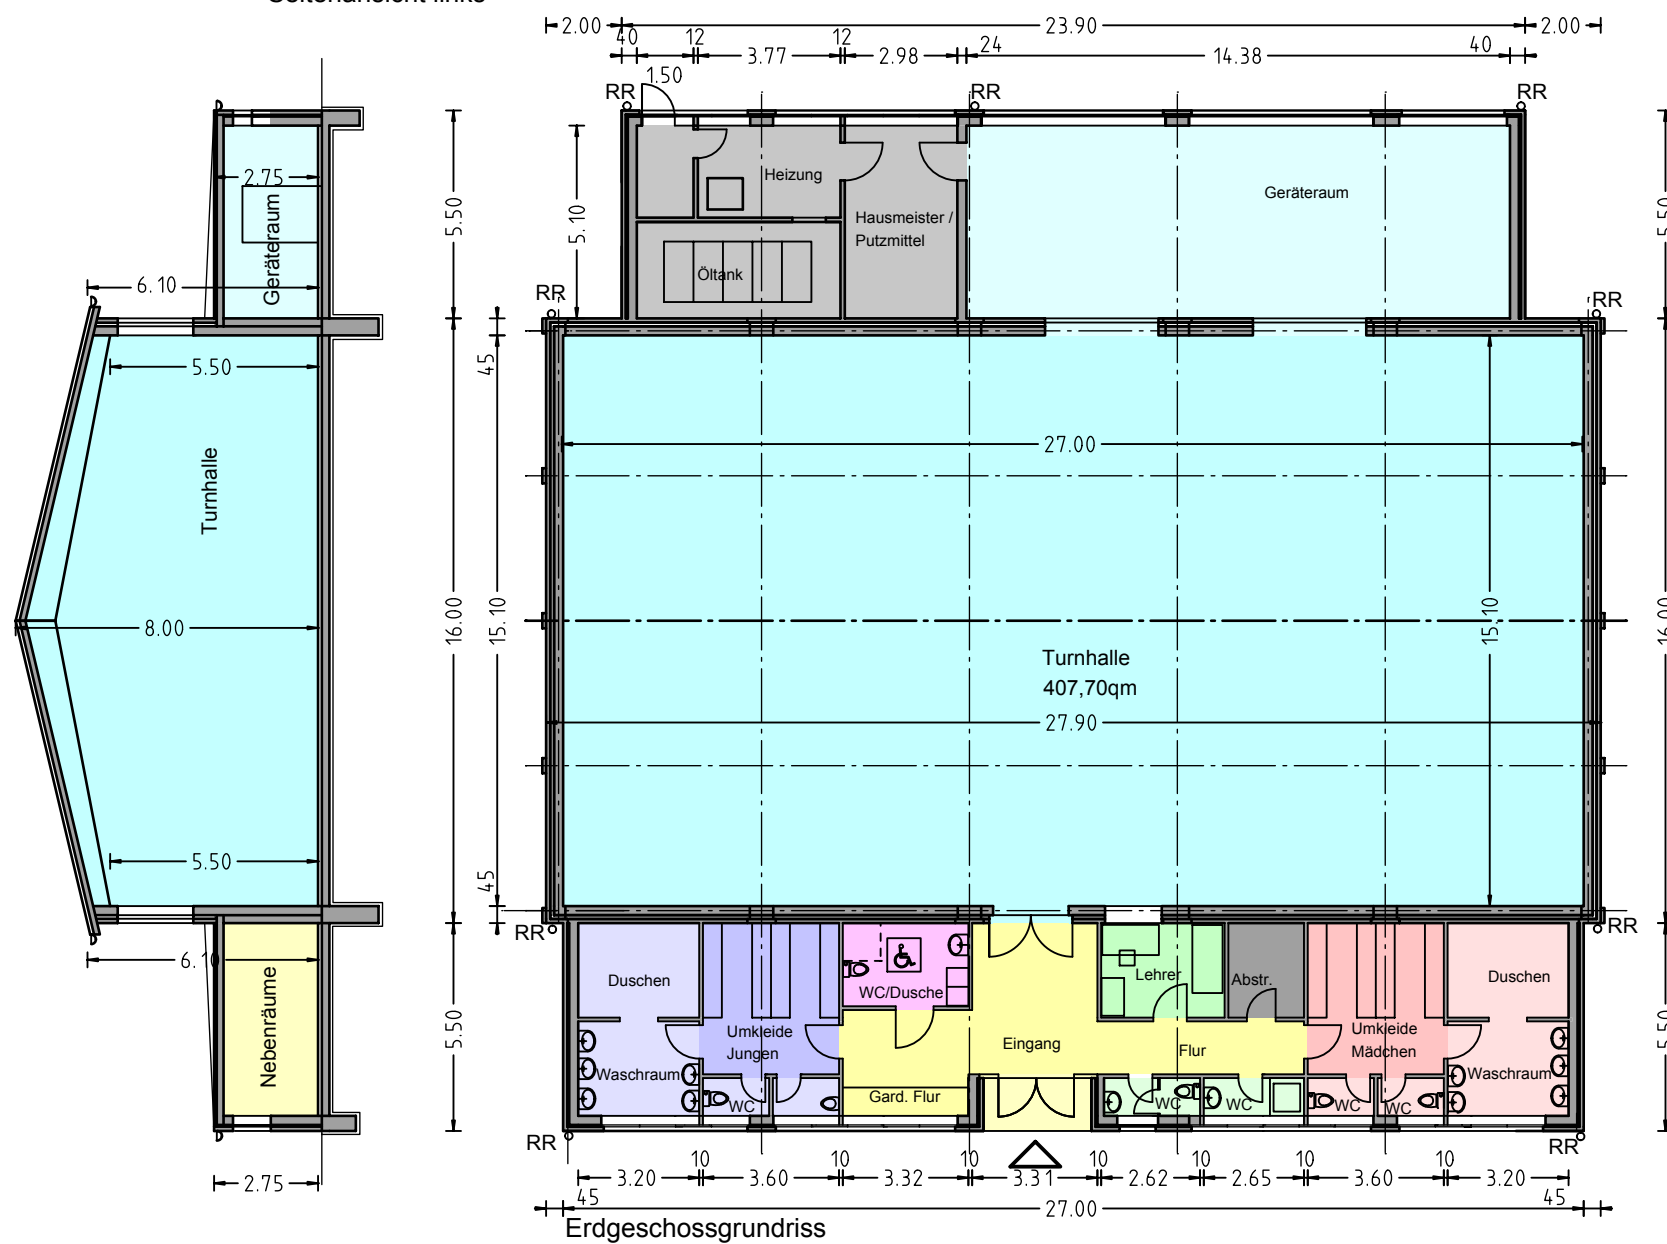 2.00
23.90
2.00
40
12
3.77
12
2.98
24
14.38
40
1.50
RR
RR
RR
2.75
Geräteraum
6.10
5.50
Turnhalle
8.00
5.50
6.10
Nebenräume
2.75
5.50
45
16.00
15.10
45
5.50
5.10
Heizung
Hausmeister /
Putzmittel
Öltank
Geräteraum
RR
RR
5.50
27.00
15.10
16.00
Turnhalle
407,70qm
27.90
RR
RR
Duschen
Umkleide
Jungen
Waschraum
WC
WC/Dusche
Gard. Flur
Eingang
Lehrer
Abstr.
Flur
WC
WC
Umkleide
Mädchen
WC
WC
Duschen
Waschraum
5.50
RR
RR
10
10
10
10
10
10
10
3.20
3.60
3.32
3.31
2.62
2.65
3.60
3.20
45
27.00
45
Erdgeschossgrundriss